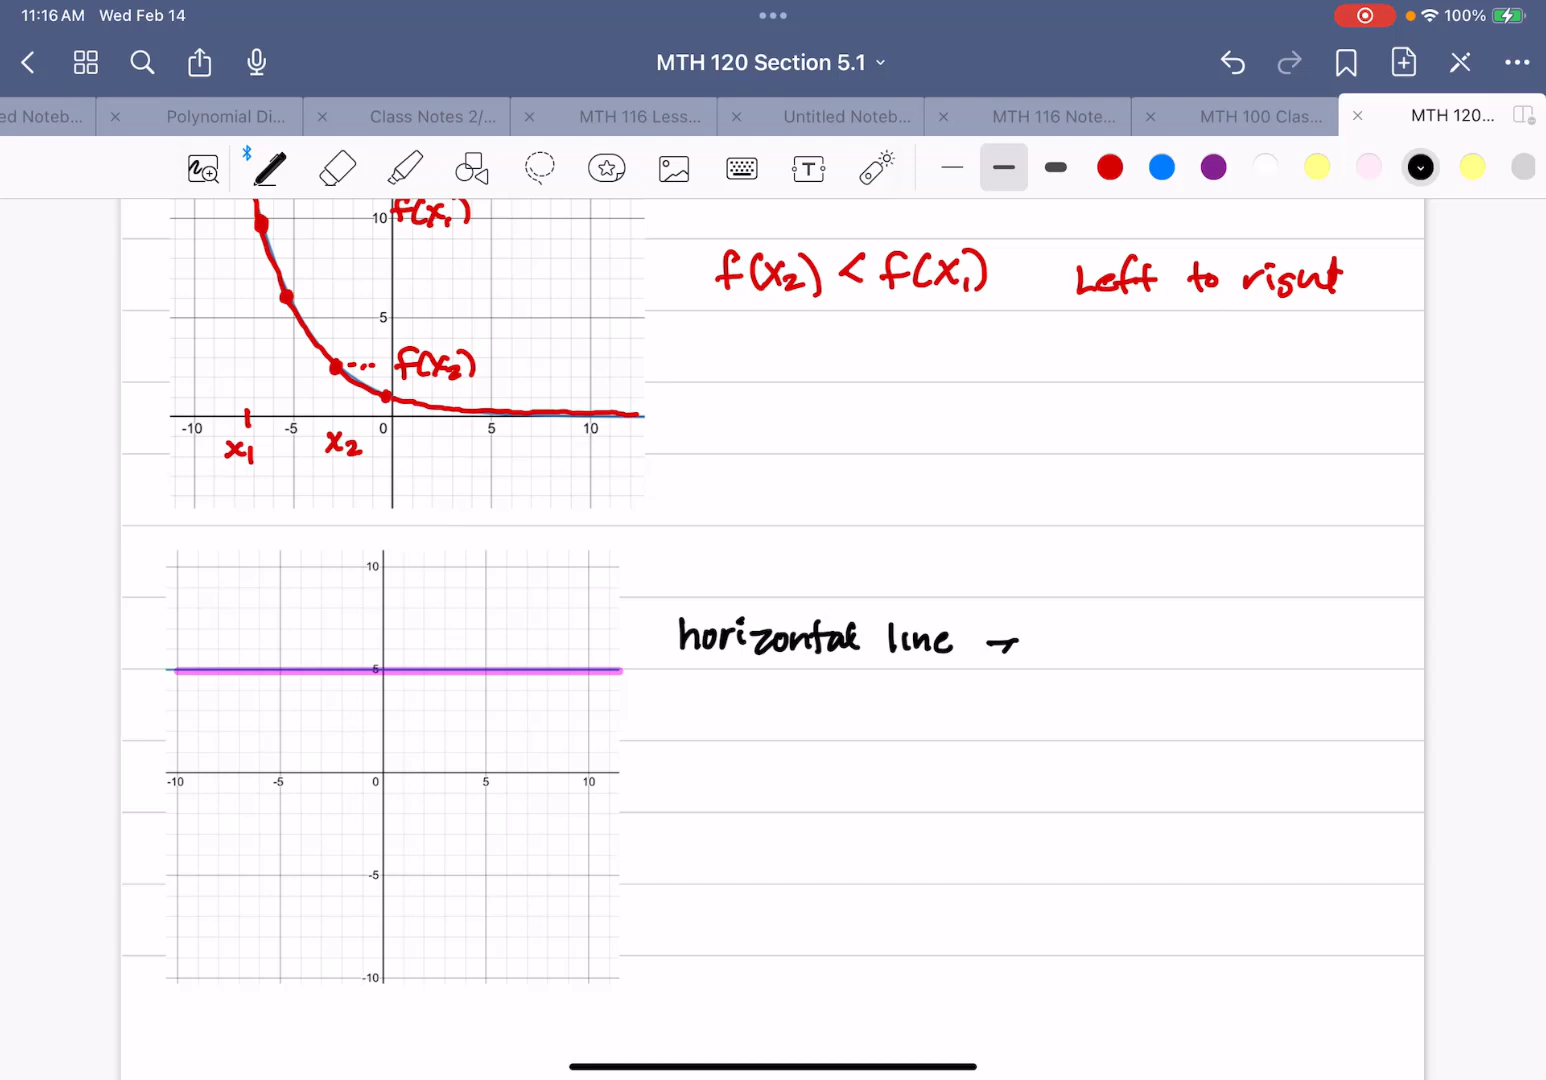 11:16 AM Wed Feb 14
100%
MTH 120 Section 5.1
ed Noteb...
Polynomial Di...
Class Notes 2/...
MTH 116 Less...
Untitled Noteb...
MTH 116 Note...
MTH 100 Clas...
MTH 120...
T
10 f(x₁)
f(x₂) < f(x₁) Left to right
5
f(x₂)
-10 -5 0 5 10
x₁ x₂
10
horizontal line →
5
-10 -5 0 5 10
-5
-10